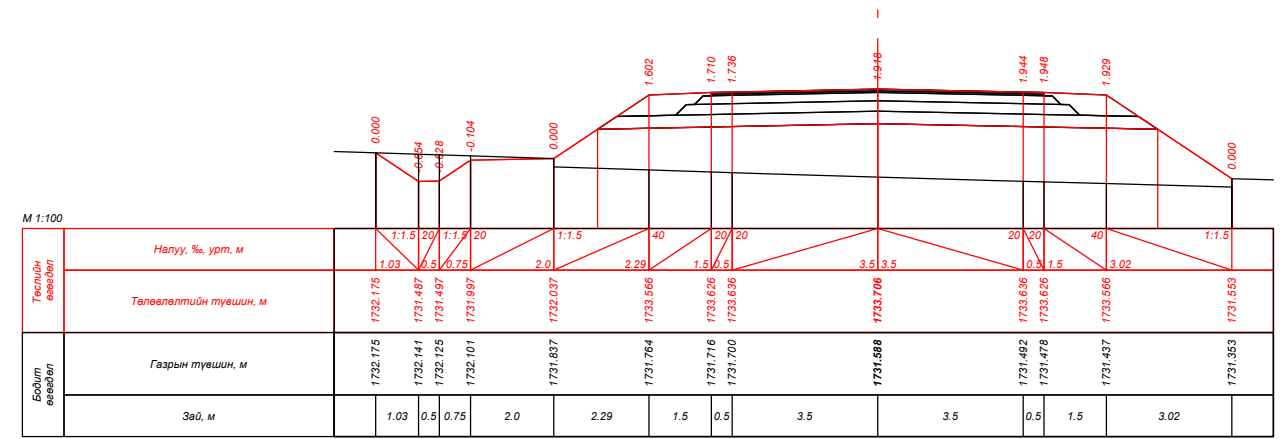 1.918
1.602 1.710 1.736 1.944 1.948 1.929
0.000 -0.654 -0.628 -0.104 0.000 0.000
М 1:100
Төслийн өгөгдөл
Налуу, ‰, урт, м
1:1.5 20 1:1.5 20 1:1.5 40 20 20 20 20 40 1:1.5
1.03 0.5 0.75 2.0 2.29 1.5 0.5 3.5 3.5 0.5 1.5 3.02
Төлөвлөлтийн түвшин, м
1732.175 1731.487 1731.497 1731.997 1732.037 1733.566 1733.626 1733.636 1733.706 1733.636 1733.626 1733.566 1731.553
Бодит өгөгдөл
Газрын түвшин, м
1732.175 1732.141 1732.125 1732.101 1731.837 1731.764 1731.716 1731.700 1731.588 1731.492 1731.478 1731.437 1731.353
Зай, м
1.03 0.5 0.75 2.0 2.29 1.5 0.5 3.5 3.5 0.5 1.5 3.02